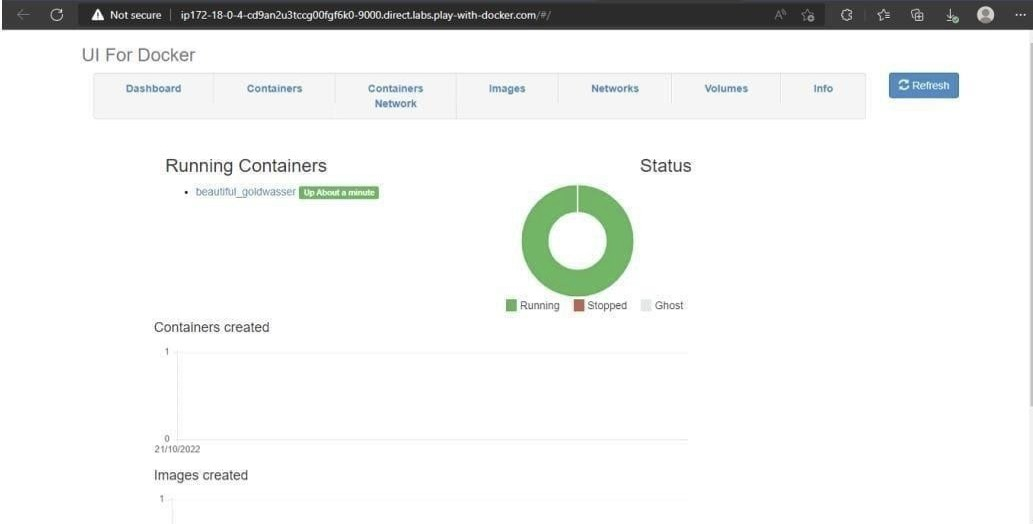 Not secure | ip172-18-0-4-cd9an2u3tccg00fgf6k0-9000.direct.labs.play-with-docker.com/#/
UI For Docker
Dashboard Containers Containers Network Images Networks Volumes Info Refresh
Running Containers
beautiful_goldwasser Up About a minute
Status
Running Stopped Ghost
Containers created
1
0
21/10/2022
Images created
1